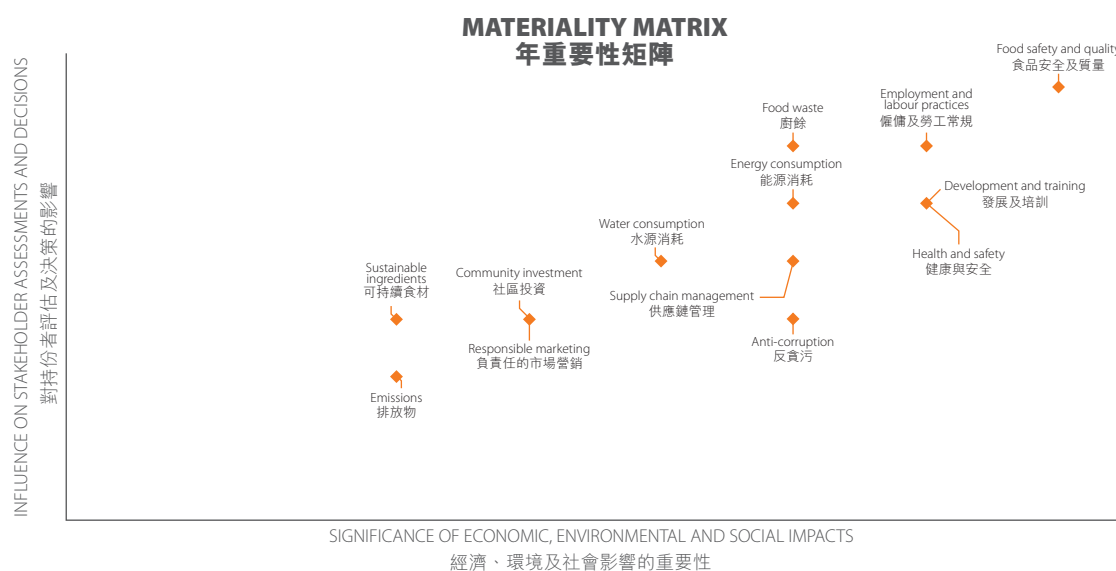 MATERIALITY MATRIX
年重要性矩陣
INFLUENCE ON STAKEHOLDER ASSESSMENTS AND DECISIONS
對持份者評估及決策的影響
Food safety and quality
食品安全及質量
Employment and
labour practices
僱傭及勞工常規
Food waste
廚餘
Energy consumption
能源消耗
Development and training
發展及培訓
Water consumption
水源消耗
Health and safety
健康與安全
Sustainable
ingredients
可持續食材
Community investment
社區投資
Supply chain management
供應鏈管理
Responsible marketing
負責任的市場營銷
Anti-corruption
反貪污
Emissions
排放物
SIGNIFICANCE OF ECONOMIC, ENVIRONMENTAL AND SOCIAL IMPACTS
經濟、環境及社會影響的重要性